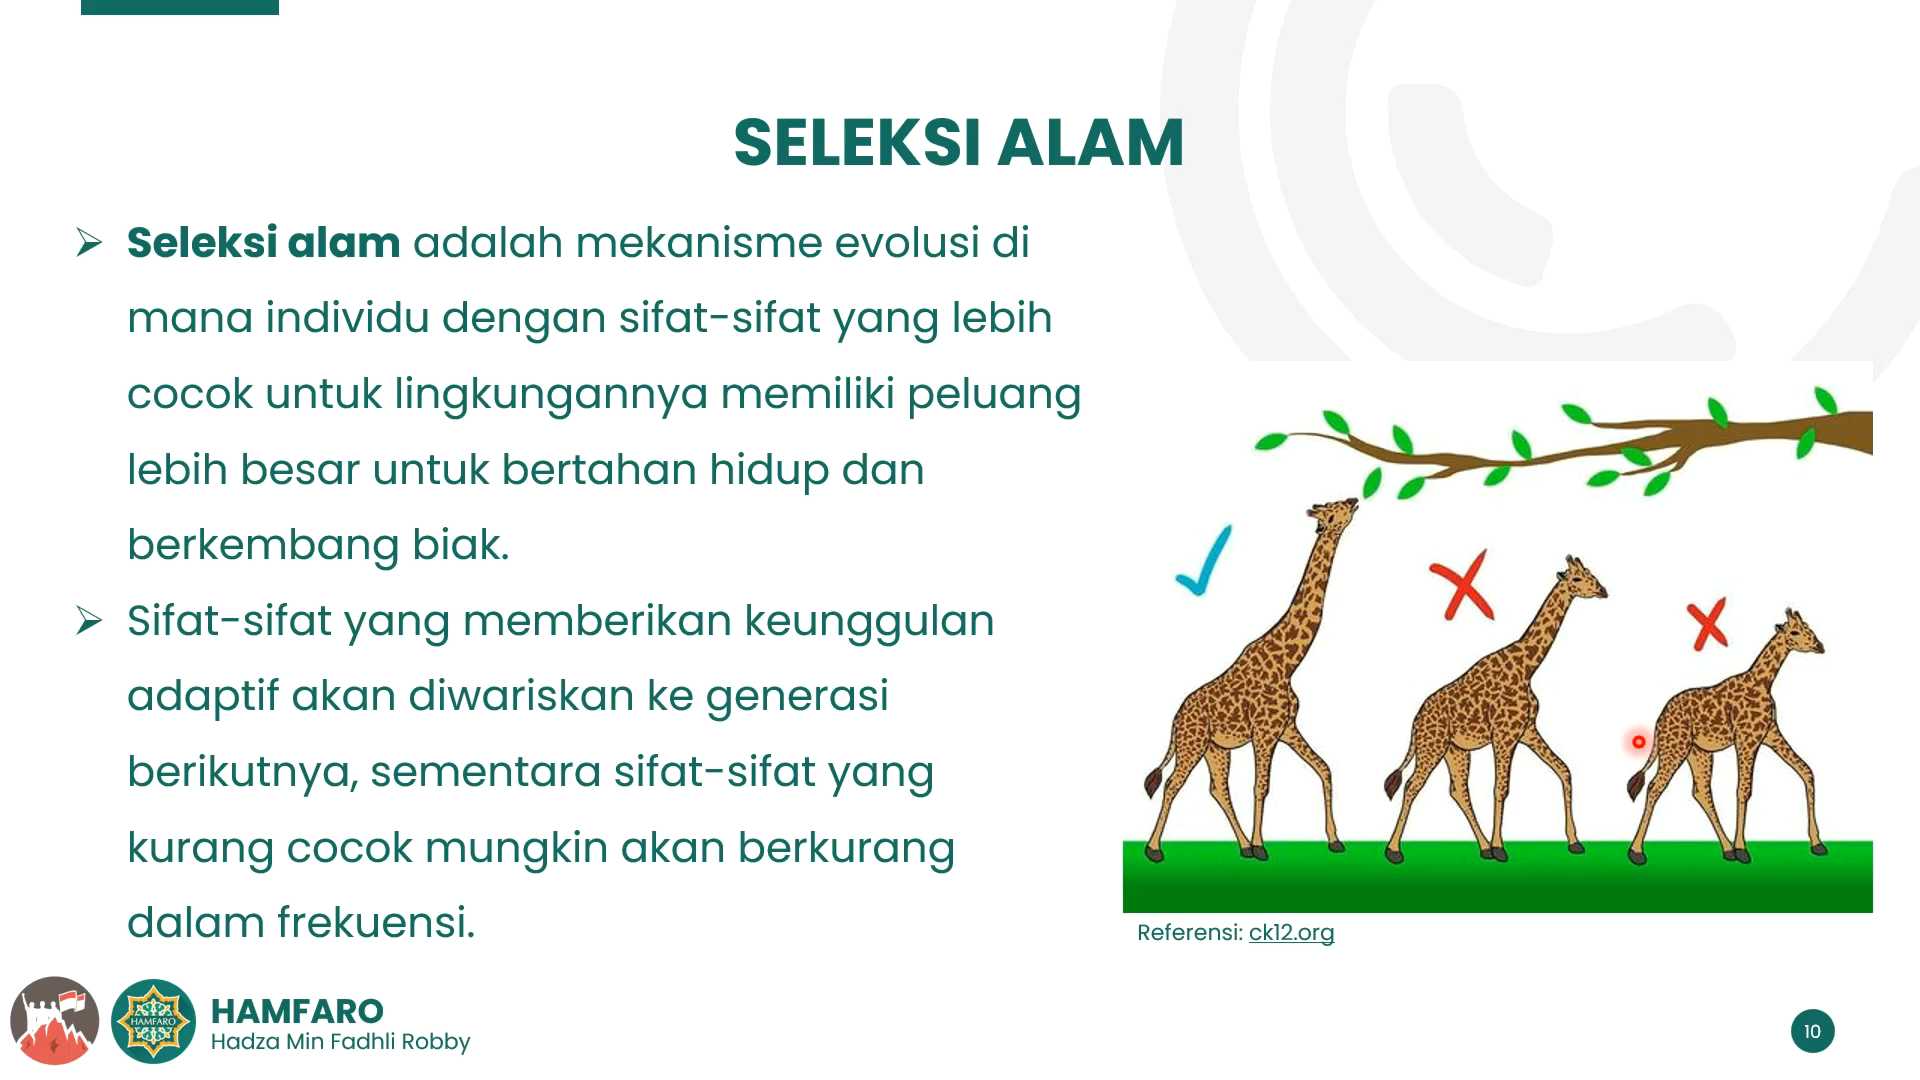 SELEKSI ALAM
➢ Seleksi alam adalah mekanisme evolusi di
mana individu dengan sifat-sifat yang lebih
cocok untuk lingkungannya memiliki peluang
lebih besar untuk bertahan hidup dan
berkembang biak.
➢ Sifat-sifat yang memberikan keunggulan
adaptif akan diwariskan ke generasi
berikutnya, sementara sifat-sifat yang
kurang cocok mungkin akan berkurang
dalam frekuensi.
Referensi: ck12.org
HAMFARO
HAMFARO
Hadza Min Fadhli Robby
10